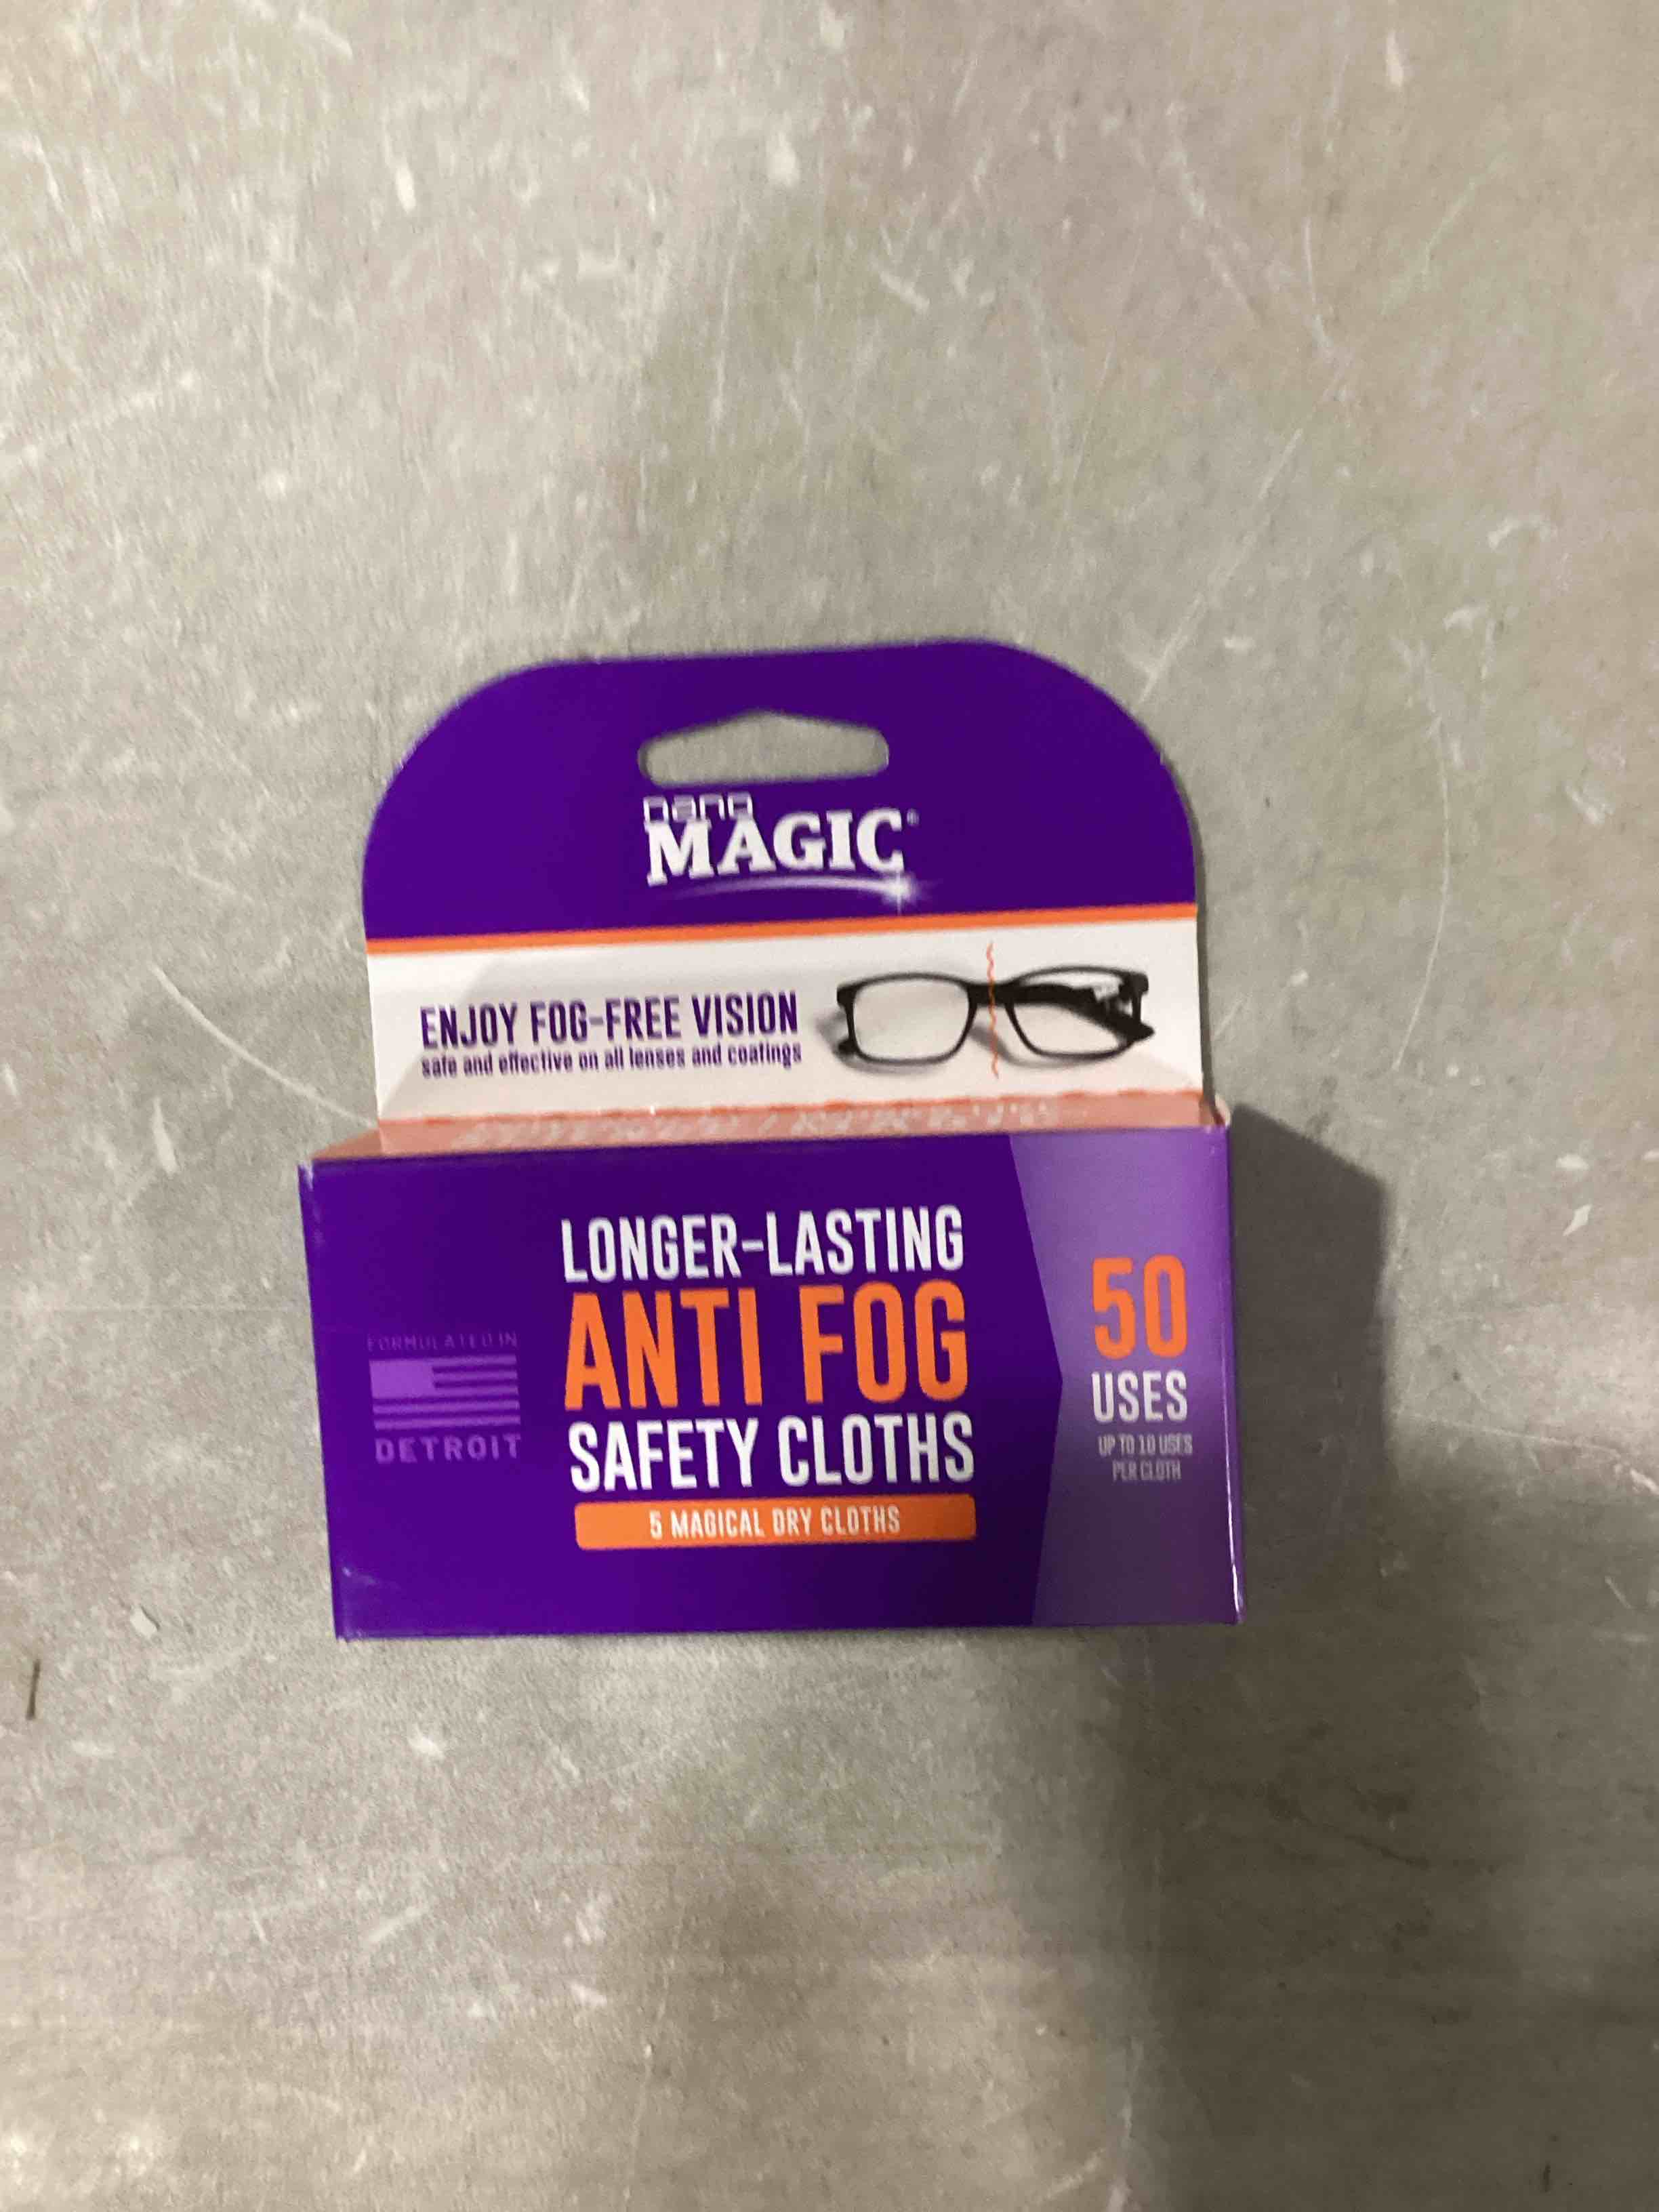 nano
MAGIC®
ENJOY FOG-FREE VISION
safe and effective on all lenses and coatings
LONGER-LASTING
ANTI FOG
SAFETY CLOTHS
5 MAGICAL DRY CLOTHS
FORMULATED IN
DETROIT
50
USES
UP TO 10 USES
PER CLOTH